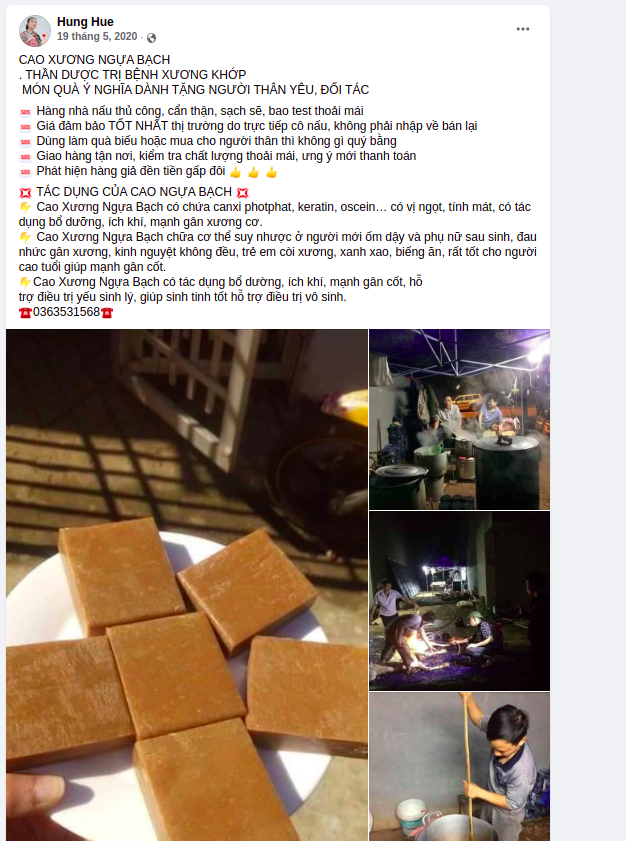 Hung Hue
19 tháng 5, 2020 ·
CAO XƯƠNG NGỰA BẠCH
. THẦN DƯỢC TRỊ BỆNH XƯƠNG KHỚP
MÓN QUÀ Ý NGHĨA DÀNH TẶNG NGƯỜI THÂN YÊU, ĐỐI TÁC
🆘 Hàng nhà nấu thủ công, cẩn thận, sạch sẽ, bao test thoải mái
🆘 Giá đảm bảo TỐT NHẤT thị trường do trực tiếp cô nấu, không phải nhập về bán lại
🆘 Dùng làm quà biếu hoặc mua cho người thân thì không gì quý bằng
🆘 Giao hàng tận nơi, kiểm tra chất lượng thoải mái, ưng ý mới thanh toán
🆘 Phát hiện hàng giả đền tiền gấp đôi 👍 👍 👍
💢 TÁC DỤNG CỦA CAO NGỰA BẠCH 💢
👉 Cao Xương Ngựa Bạch có chứa canxi photphat, keratin, oscein… có vị ngọt, tính mát, có tác
dụng bổ dưỡng, ích khí, mạnh gân xương cơ.
👉 Cao Xương Ngựa Bạch chữa cơ thể suy nhược ở người mới ốm dậy và phụ nữ sau sinh, đau
nhức gân xương, kinh nguyệt không đều, trẻ em còi xương, xanh xao, biếng ăn, rất tốt cho người
cao tuổi giúp mạnh gân cốt.
👉Cao Xương Ngựa Bạch có tác dụng bổ dường, ích khí, mạnh gân cốt, hỗ
trợ điều trị yếu sinh lý, giúp sinh tinh tốt hỗ trợ điều trị vô sinh.
☎️0363531568☎️